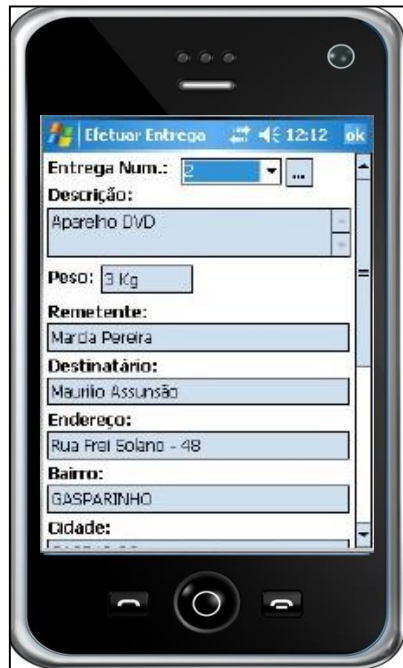 Efetuar Entrega 12:12 ok
Entrega Num.: 2 ...
Descrição:
Aparelho DVD
Peso: 3 Kg
Remetente:
Marcia Pereira
Destinatário:
Maurilio Assunsão
Endereço:
Rua Frei Solano - 48
Bairro:
GASPARINHO
Cidade: